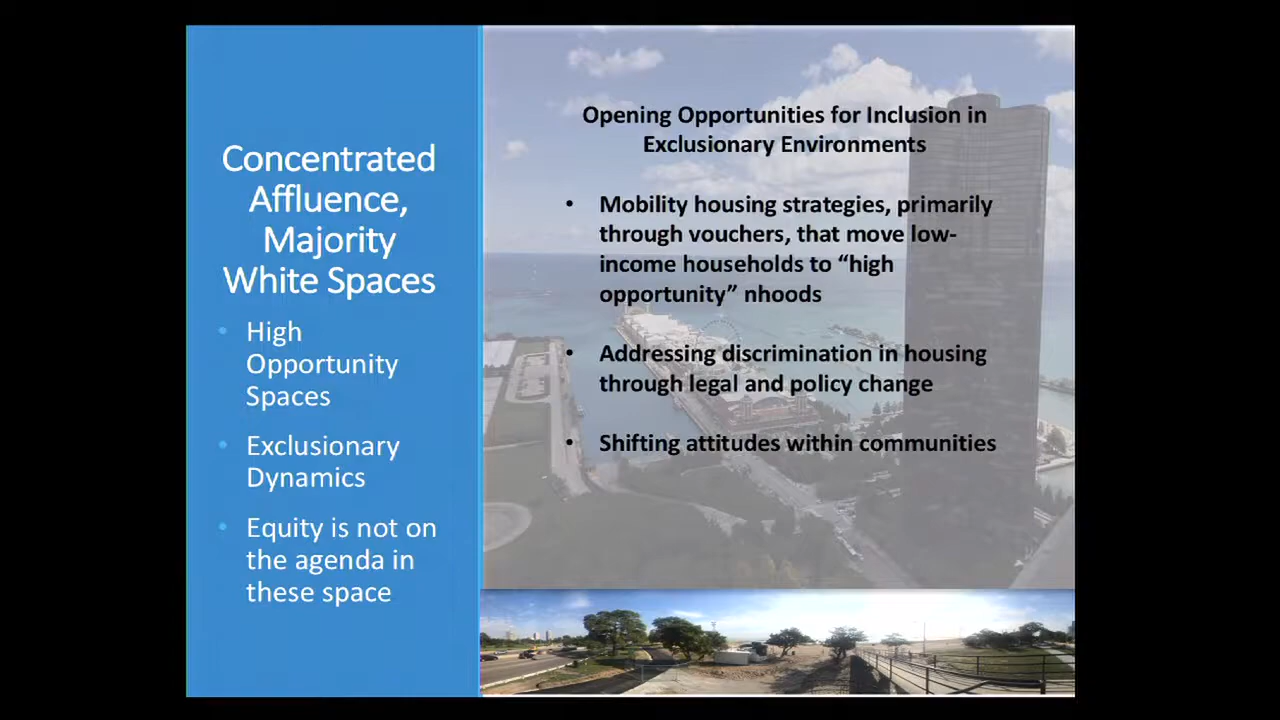 Concentrated
Affluence,
Majority
White Spaces
• High
Opportunity
Spaces
• Exclusionary
Dynamics
• Equity is not on
the agenda in
these space
Opening Opportunities for Inclusion in
Exclusionary Environments
• Mobility housing strategies, primarily
through vouchers, that move low-
income households to “high
opportunity” nhoods
• Addressing discrimination in housing
through legal and policy change
• Shifting attitudes within communities